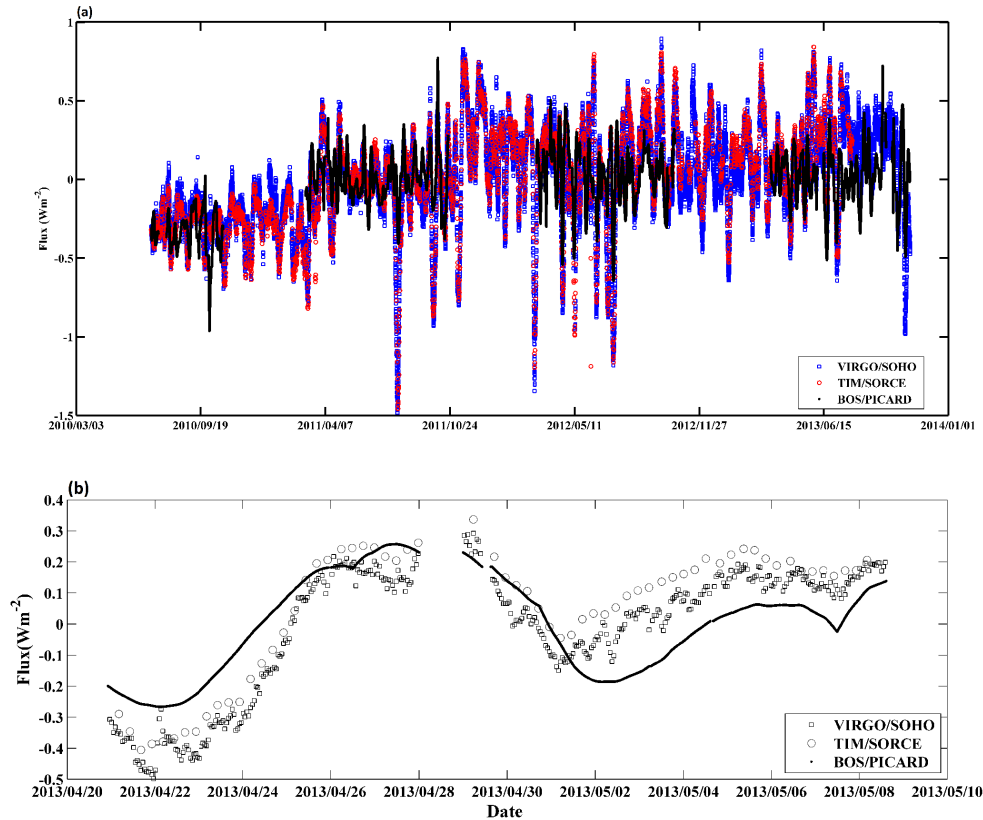 (a)
1
0.5
0
-0.5
-1
-1.5
Flux (Wm-2)
2010/03/03 2010/09/19 2011/04/07 2011/10/24 2012/05/11 2012/11/27 2013/06/15 2014/01/01
VIRGO/SOHO
TIM/SORCE
BOS/PICARD
(b)
0.4
0.3
0.2
0.1
0
-0.1
-0.2
-0.3
-0.4
-0.5
Flux(Wm-2)
2013/04/20 2013/04/22 2013/04/24 2013/04/26 2013/04/28 2013/04/30 2013/05/02 2013/05/04 2013/05/06 2013/05/08 2013/05/10
Date
VIRGO/SOHO
TIM/SORCE
BOS/PICARD